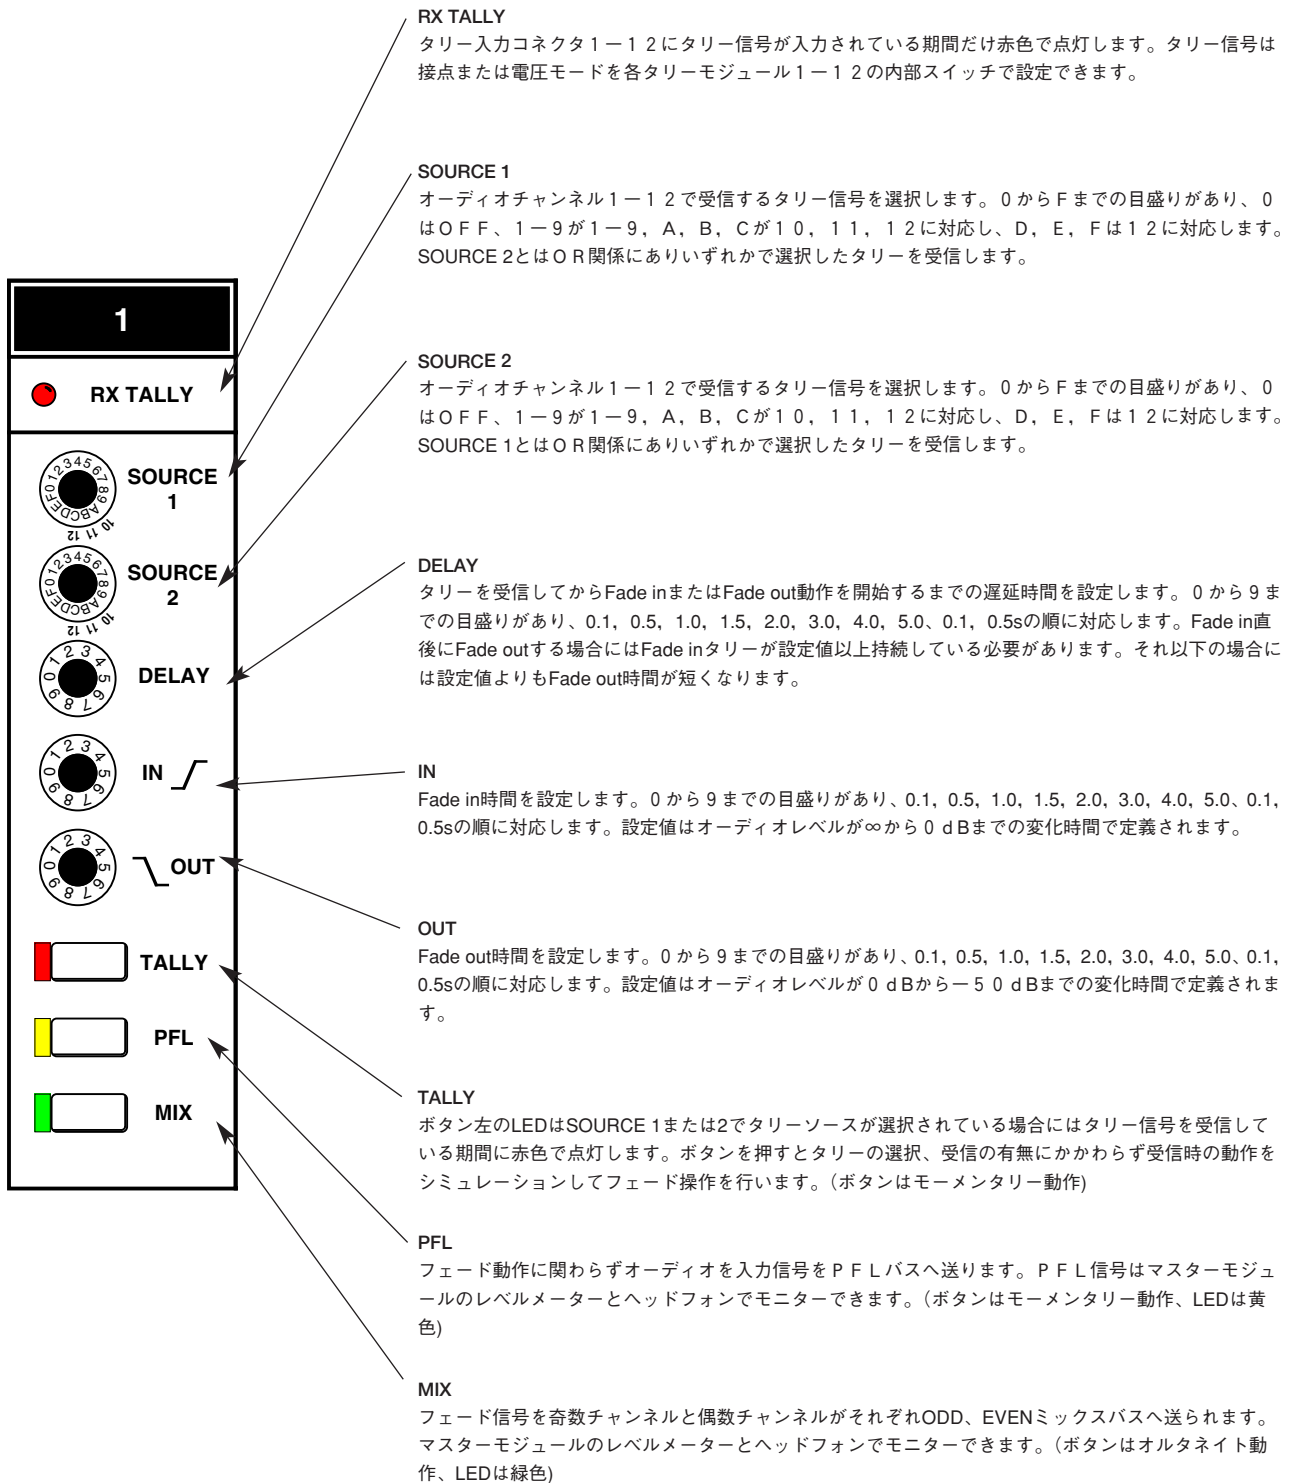 RX TALLY
タリー入力コネクタ１ー１２にタリー信号が入力されている期間だけ赤色で点灯します。タリー信号は
接点または電圧モードを各タリーモジュール１ー１２の内部スイッチで設定できます。
SOURCE 1
オーディオチャンネル１ー１２で受信するタリー信号を選択します。０からＦまでの目盛りがあり、０
はＯＦＦ、１ー９が１ー９，Ａ，Ｂ，Ｃが１０，１１，１２に対応し、Ｄ，Ｅ，Ｆは１２に対応します。
SOURCE 2とはＯＲ関係にありいずれかで選択したタリーを受信します。
SOURCE 2
オーディオチャンネル１ー１２で受信するタリー信号を選択します。０からＦまでの目盛りがあり、０
はＯＦＦ、１ー９が１ー９，Ａ，Ｂ，Ｃが１０，１１，１２に対応し、Ｄ，Ｅ，Ｆは１２に対応します。
SOURCE 1とはＯＲ関係にありいずれかで選択したタリーを受信します。
DELAY
タリーを受信してからFade inまたはFade out動作を開始するまでの遅延時間を設定します。０から９ま
での目盛りがあり、0.1，0.5，1.0，1.5，2.0，3.0，4.0，5.0、0.1，0.5sの順に対応します。Fade in直
後にFade outする場合にはFade inタリーが設定値以上持続している必要があります。それ以下の場合に
は設定値よりもFade out時間が短くなります。
IN
Fade in時間を設定します。０から９までの目盛りがあり、0.1，0.5，1.0，1.5，2.0，3.0，4.0，5.0、0.1，
0.5sの順に対応します。設定値はオーディオレベルが∞から０ｄBまでの変化時間で定義されます。
OUT
Fade out時間を設定します。０から９までの目盛りがあり、0.1，0.5，1.0，1.5，2.0，3.0，4.0，5.0、0.1，
0.5sの順に対応します。設定値はオーディオレベルが０ｄBからー５０ｄBまでの変化時間で定義されま
す。
TALLY
ボタン左のLEDはSOURCE 1または2でタリーソースが選択されている場合にはタリー信号を受信して
いる期間に赤色で点灯します。ボタンを押すとタリーの選択、受信の有無にかかわらず受信時の動作を
シミュレーションしてフェード操作を行います。（ボタンはモーメンタリー動作)
PFL
フェード動作に関わらずオーディオを入力信号をＰＦＬバスへ送ります。ＰＦＬ信号はマスターモジュ
ールのレベルメーターとヘッドフォンでモニターできます。（ボタンはモーメンタリー動作、LEDは黄
色)
MIX
フェード信号を奇数チャンネルと偶数チャンネルがそれぞれODD、EVENミックスバスへ送られます。
マスターモジュールのレベルメーターとヘッドフォンでモニターできます。（ボタンはオルタネイト動
作、LEDは緑色)
1
RX TALLY
0123456789ABCDEF
10 11 12
SOURCE
1
0123456789ABCDEF
10 11 12
SOURCE
2
0123456789
DELAY
0123456789
IN
0123456789
OUT
TALLY
PFL
MIX